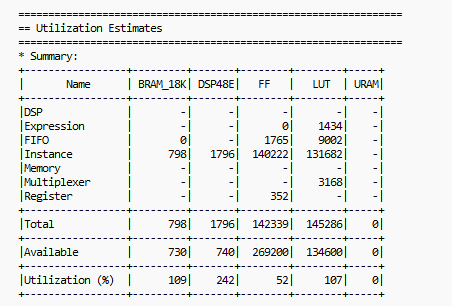 ================================================================
== Utilization Estimates
================================================================
* Summary:
+-----------------+---------+-------+--------+--------+-----+
|       Name      | BRAM_18K| DSP48E|   FF   |   LUT  | URAM|
+-----------------+---------+-------+--------+--------+-----+
|DSP              |        -|      -|       -|       -|    -|
|Expression       |        -|      -|       0|    1434|    -|
|FIFO             |        0|      -|    1765|    9002|    -|
|Instance         |      798|   1796|  140222|  131682|    -|
|Memory           |        -|      -|       -|       -|    -|
|Multiplexer      |        -|      -|       -|    3168|    -|
|Register         |        -|      -|     352|       -|    -|
+-----------------+---------+-------+--------+--------+-----+
|Total            |      798|   1796|  142339|  145286|    0|
+-----------------+---------+-------+--------+--------+-----+
|Available        |      730|    740|  269200|  134600|    0|
+-----------------+---------+-------+--------+--------+-----+
|Utilization (%)  |      109|    242|      52|     107|    0|
+-----------------+---------+-------+--------+--------+-----+